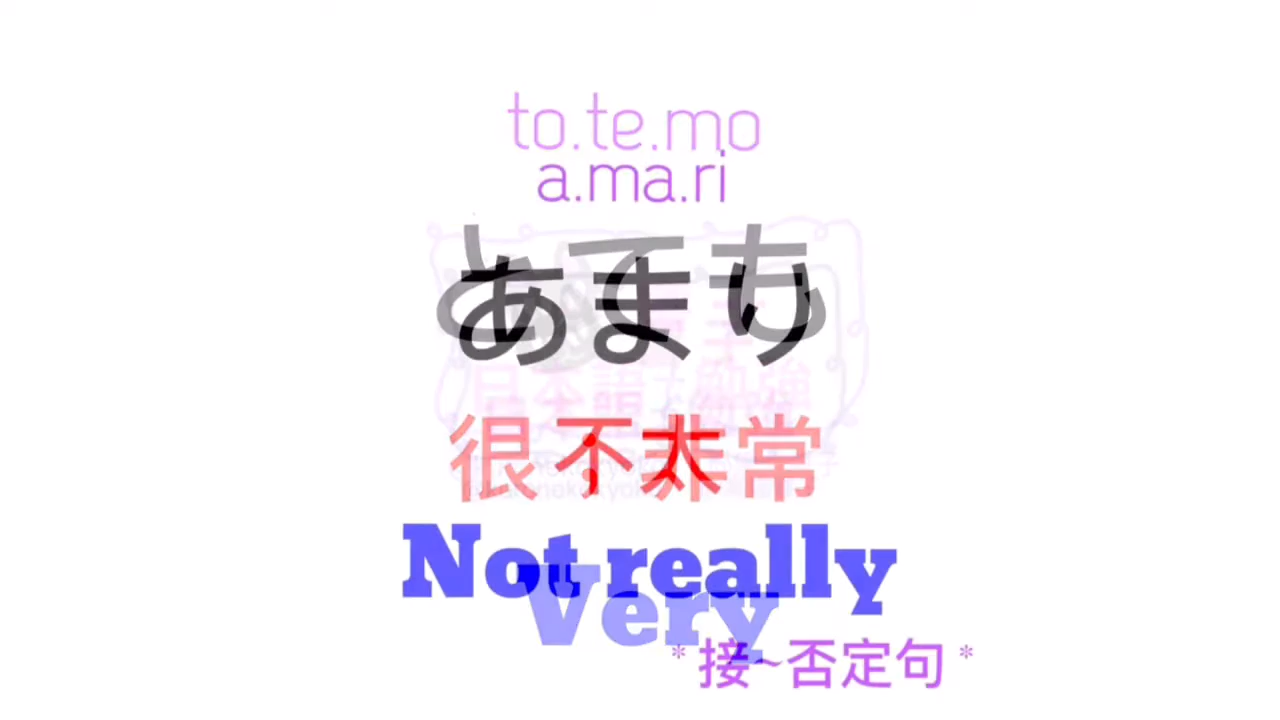 to.te.mo
a.ma.ri
とても
あまり
很、非常
不太
Not really
Very
*接~否定句*